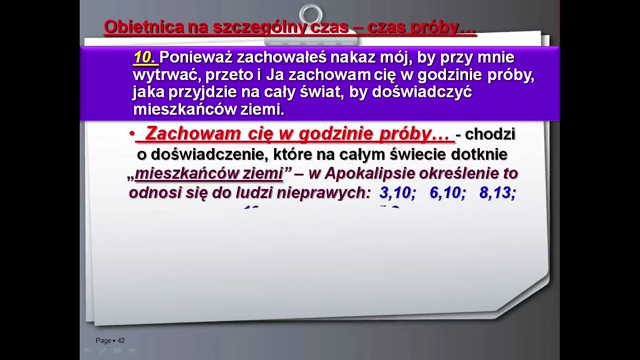 Obietnica na szczególny czas – czas próby…
10. Ponieważ zachowałeś nakaz mój, by przy mnie
wytrwać, przeto i Ja zachowam cię w godzinie próby,
jaka przyjdzie na cały świat, by doświadczyć
mieszkańców ziemi.
• Zachowam cię w godzinie próby… - chodzi
o doświadczenie, które na całym świecie dotknie
„mieszkańców ziemi” – w Apokalipsie określenie to
odnosi się do ludzi nieprawych: 3,10; 6,10; 8,13;
Page ▪ 42